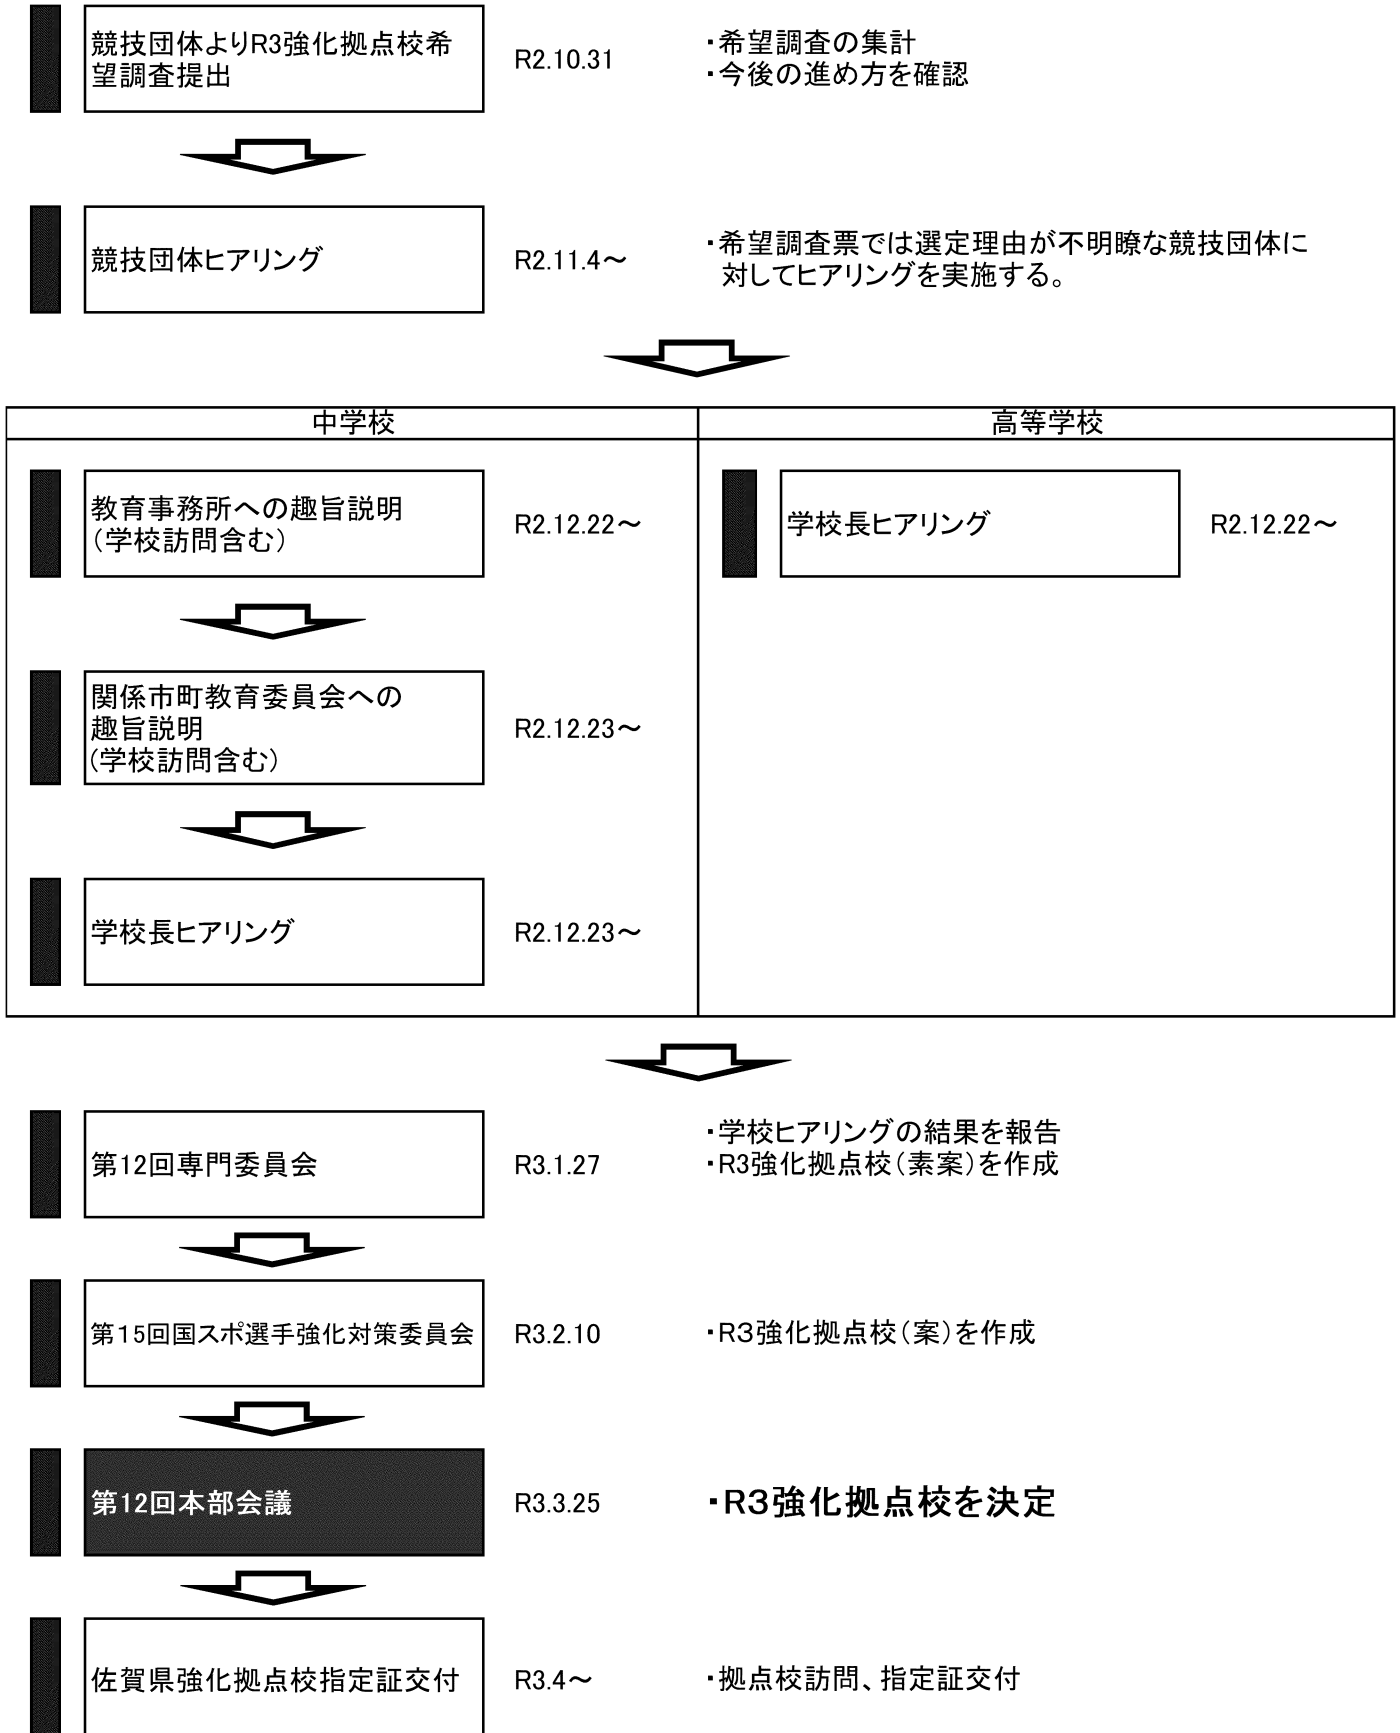 競技団体よりR3強化拠点校希
望調査提出
R2.10.31
・希望調査の集計
・今後の進め方を確認
競技団体ヒアリング
R2.11.4～
・希望調査票では選定理由が不明瞭な競技団体に
対してヒアリングを実施する。
中学校
高等学校
教育事務所への趣旨説明
（学校訪問含む）
R2.12.22～
学校長ヒアリング
R2.12.22～
関係市町教育委員会への
趣旨説明
(学校訪問含む)
R2.12.23～
学校長ヒアリング
R2.12.23～
第12回専門委員会
R3.1.27
・学校ヒアリングの結果を報告
・R3強化拠点校（素案）を作成
第15回国スポ選手強化対策委員会
R3.2.10
・R3強化拠点校（案）を作成
第12回本部会議
R3.3.25
・R3強化拠点校を決定
佐賀県強化拠点校指定証交付
R3.4～
・拠点校訪問、指定証交付